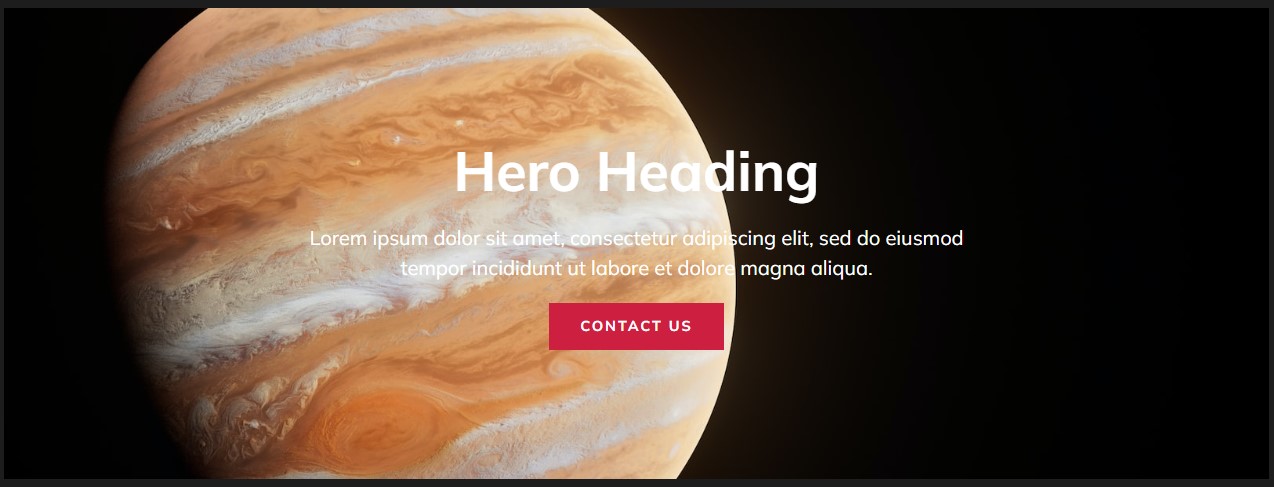 Hero Heading
Lorem ipsum dolor sit amet, consectetur adipiscing elit, sed do eiusmod
tempor incididunt ut labore et dolore magna aliqua.
CONTACT US